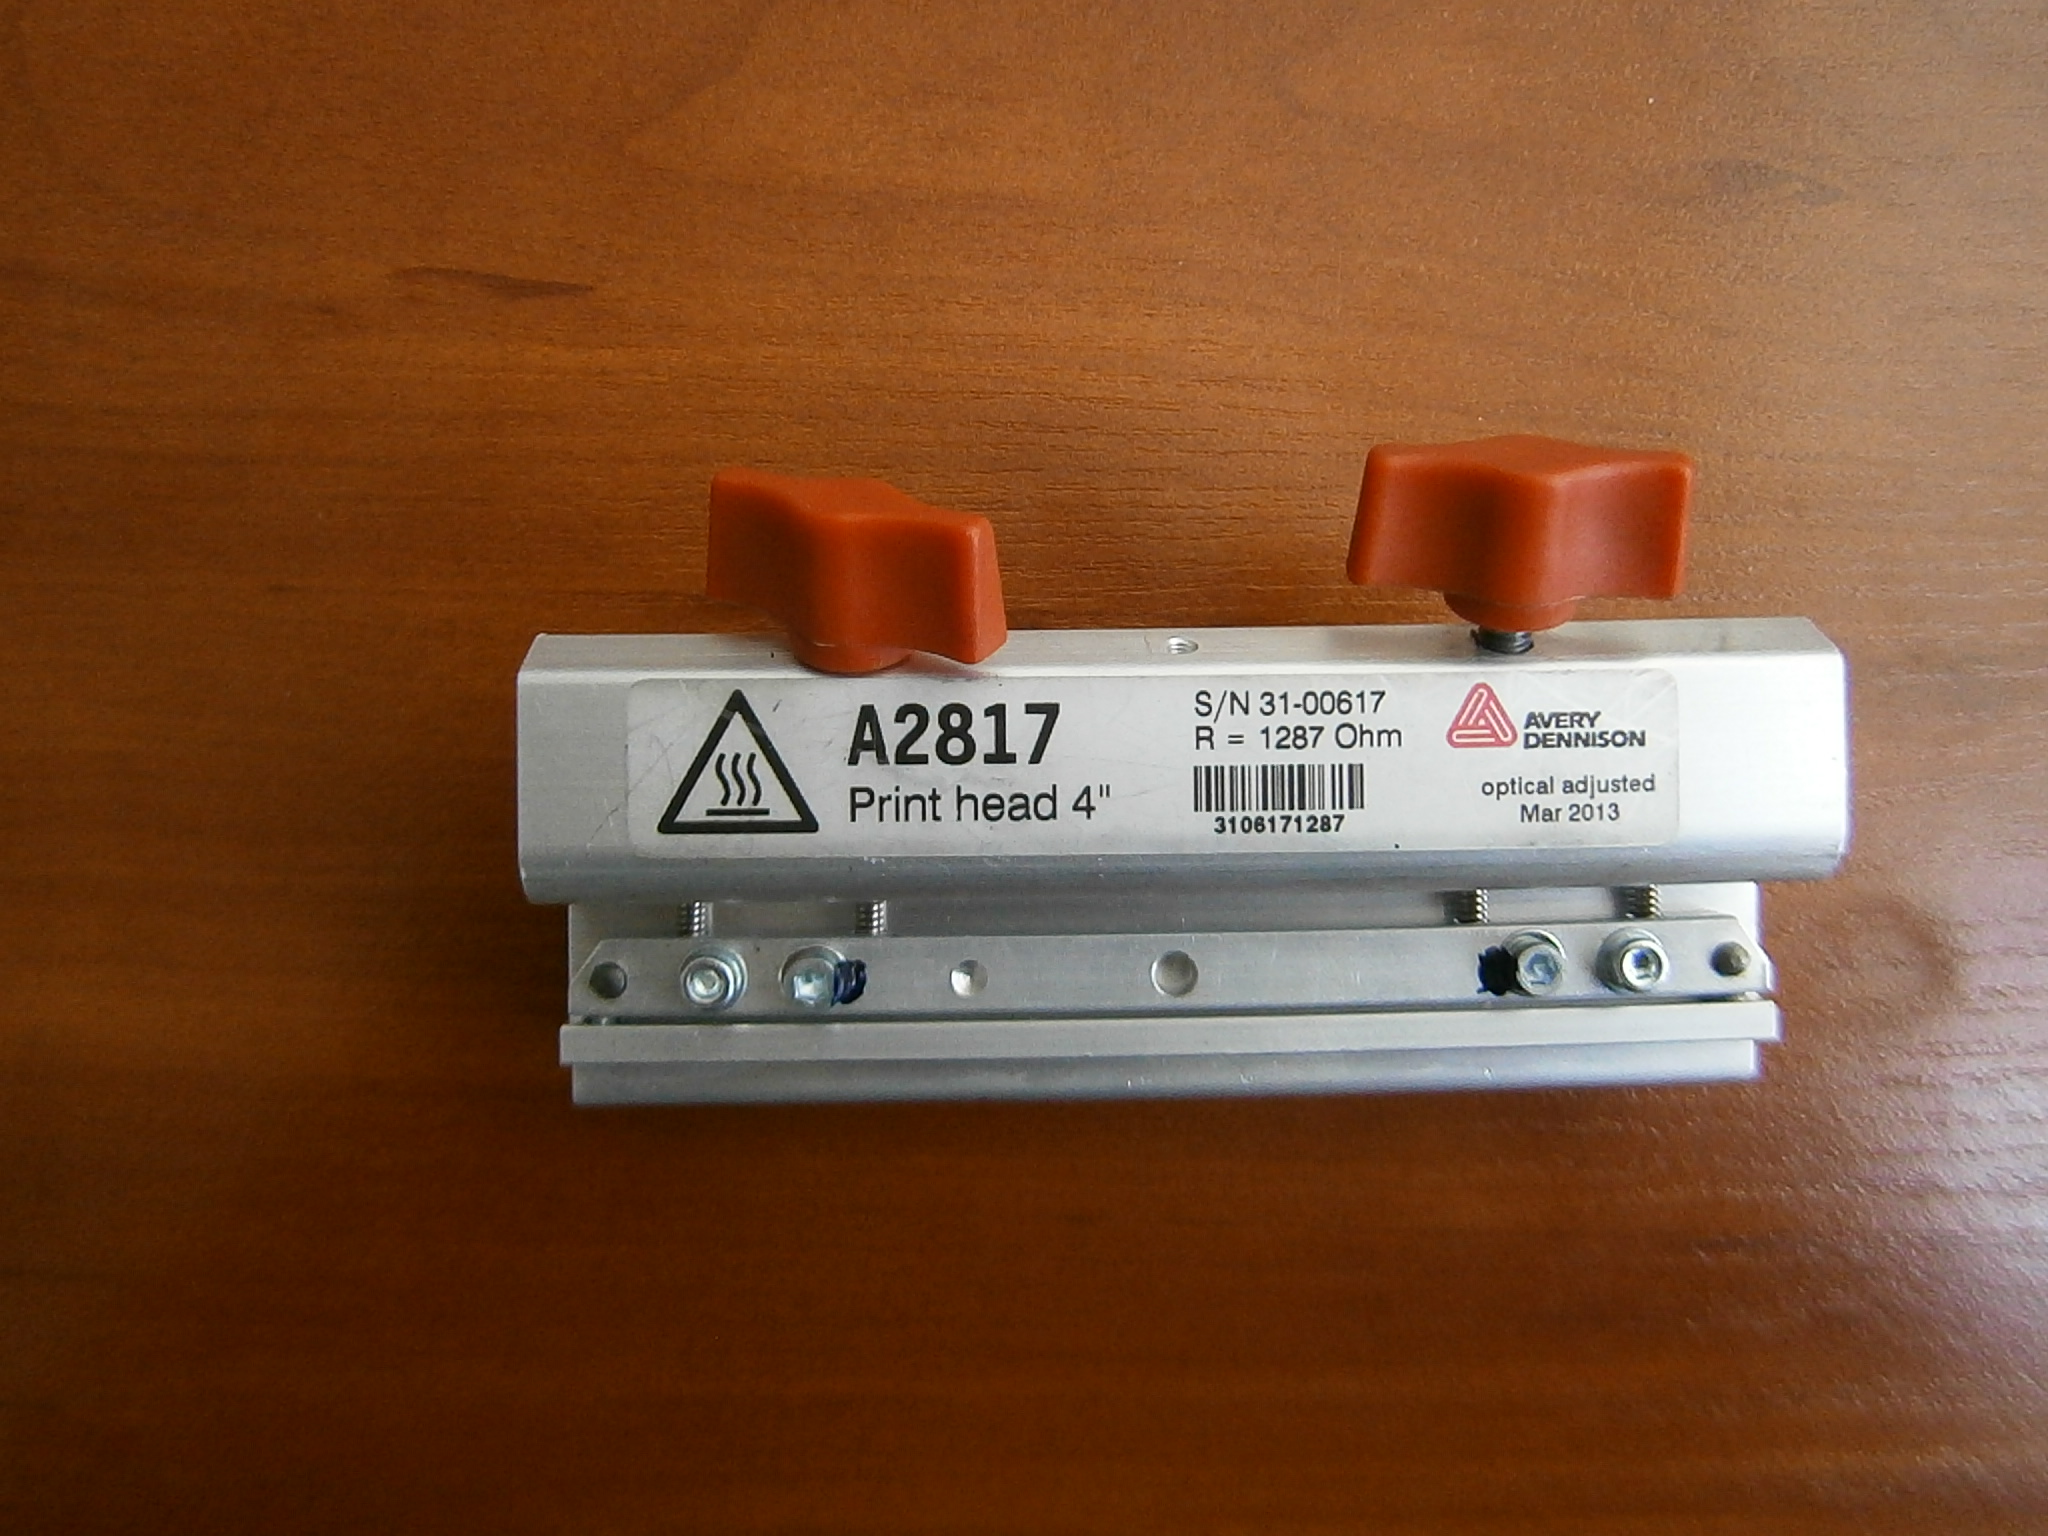 A2817
Print head 4"
S/N 31-00617
R = 1287 Ohm
3106171287
AVERY
DENNISON
optical adjusted
Mar 2013